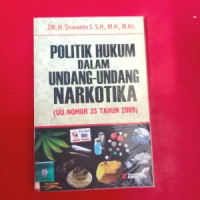 DR. H. Siswanto S. S.H., M.H., M.Kn.
POLITIK HUKUM
DALAM
UNDANG-UNDANG
NARKOTIKA
(UU NOMOR 35 TAHUN 2009)